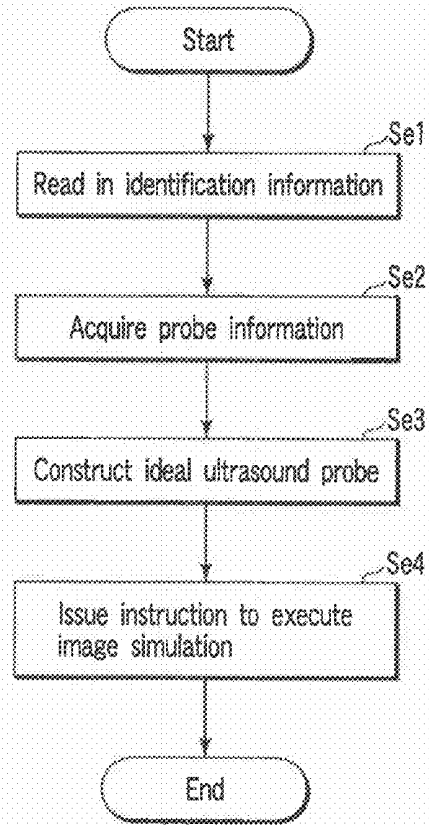 Start
Se1
Read in identification information
Se2
Acquire probe information
Se3
Construct ideal ultrasound probe
Se4
Issue instruction to execute
image simulation
End